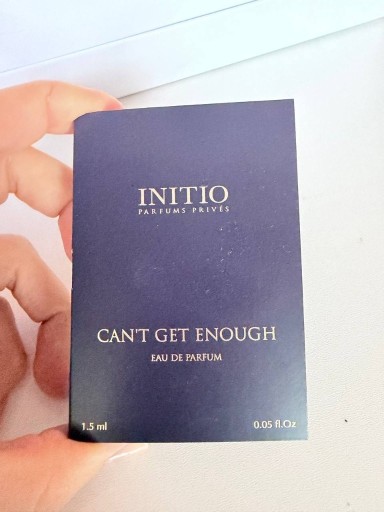 INITIO
PARFUMS PRIVÉS
CAN'T GET ENOUGH
EAU DE PARFUM
1.5 ml 0.05 fl.Oz